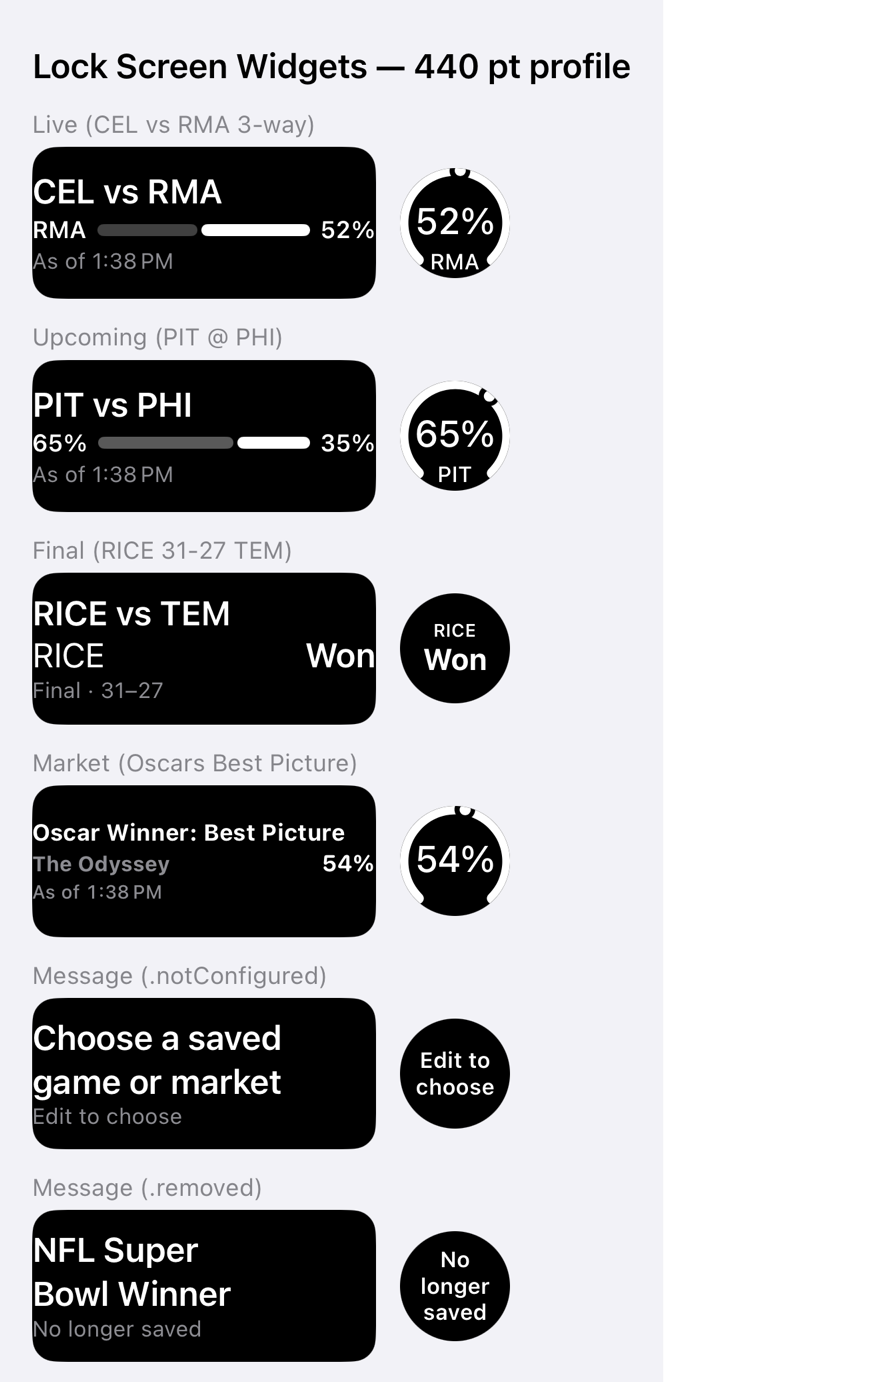 Lock Screen Widgets — 440 pt profile
Live (CEL vs RMA 3-way)
CEL vs RMA
RMA 52%
As of 1:38 PM
52%
RMA
Upcoming (PIT @ PHI)
PIT vs PHI
65% 35%
As of 1:38 PM
65%
PIT
Final (RICE 31-27 TEM)
RICE vs TEM
RICE Won
Final · 31–27
RICE
Won
Market (Oscars Best Picture)
Oscar Winner: Best Picture
The Odyssey 54%
As of 1:38 PM
54%
Message (.notConfigured)
Choose a saved
game or market
Edit to choose
Edit to
choose
Message (.removed)
NFL Super
Bowl Winner
No longer saved
No
longer
saved